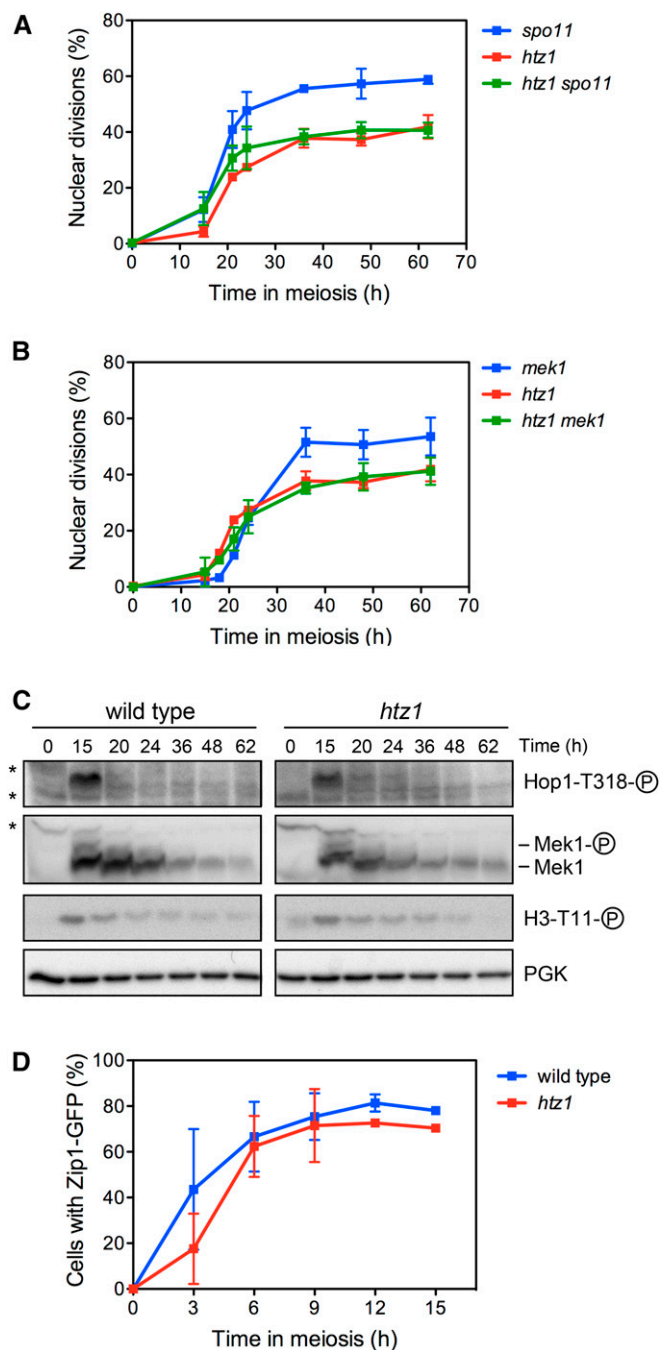 A
Nuclear divisions (%)
80
60
40
20
0
0 10 20 30 40 50 60 70
Time in meiosis (h)
spo11
htz1
htz1 spo11
B
Nuclear divisions (%)
80
60
40
20
0
0 10 20 30 40 50 60 70
Time in meiosis (h)
mek1
htz1
htz1 mek1
C
wild type htz1
0 15 20 24 36 48 62 0 15 20 24 36 48 62 Time (h)
* Hop1-T318-Ⓟ
*
* – Mek1-Ⓟ
– Mek1
H3-T11-Ⓟ
PGK
D
Cells with Zip1-GFP (%)
100
80
60
40
20
0
0 3 6 9 12 15
Time in meiosis (h)
wild type
htz1